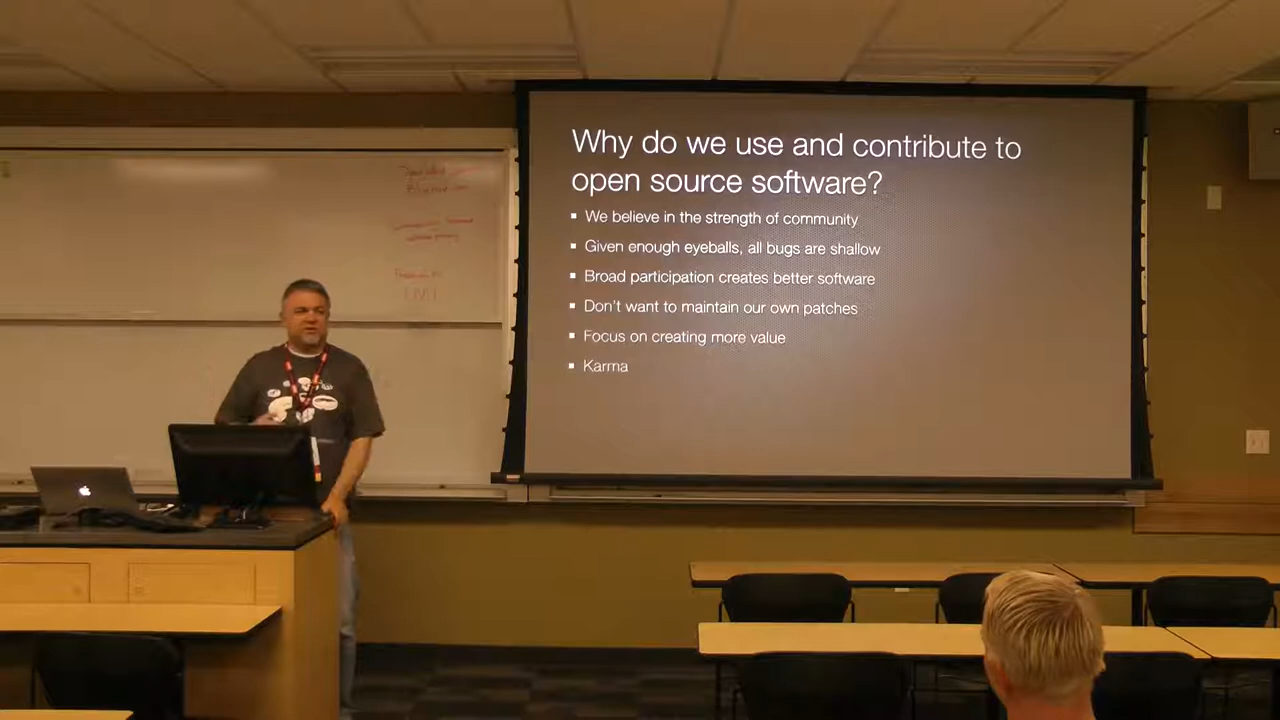 Why do we use and contribute to
open source software?
▪ We believe in the strength of community
▪ Given enough eyeballs, all bugs are shallow
▪ Broad participation creates better software
▪ Don't want to maintain our own patches
▪ Focus on creating more value
▪ Karma